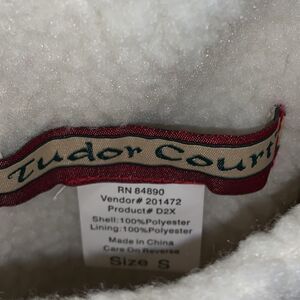 Tudor Court
RN 84890
Vendor# 201472
Product# D2X
Shell:100%Polyester
Lining:100%Polyester
Made in China
Care On Reverse
Size S